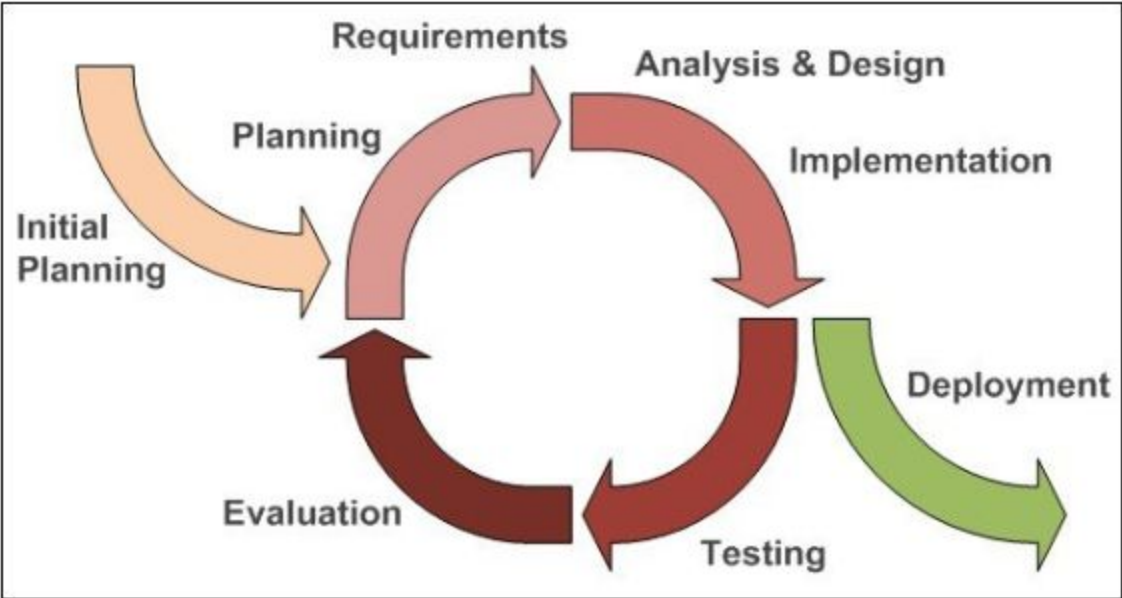 Requirements
Analysis & Design
Planning
Implementation
Initial
Planning
Deployment
Evaluation
Testing